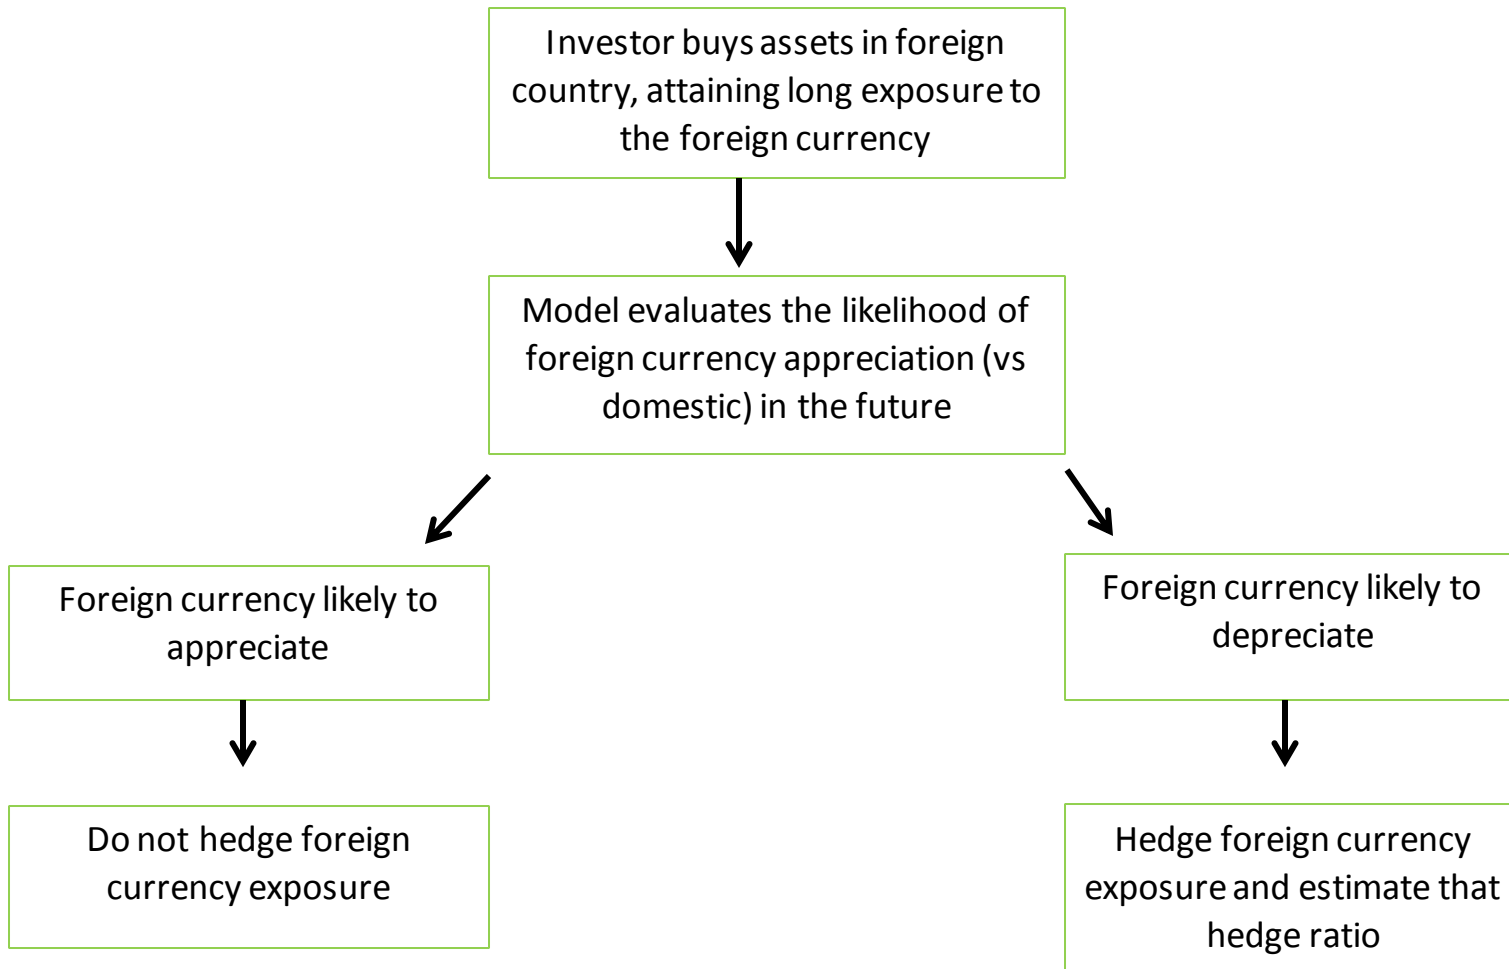 Investor buys assets in foreign
country, attaining long exposure to
the foreign currency
Model evaluates the likelihood of
foreign currency appreciation (vs
domestic) in the future
Foreign currency likely to
appreciate
Foreign currency likely to
depreciate
Do not hedge foreign
currency exposure
Hedge foreign currency
exposure and estimate that
hedge ratio